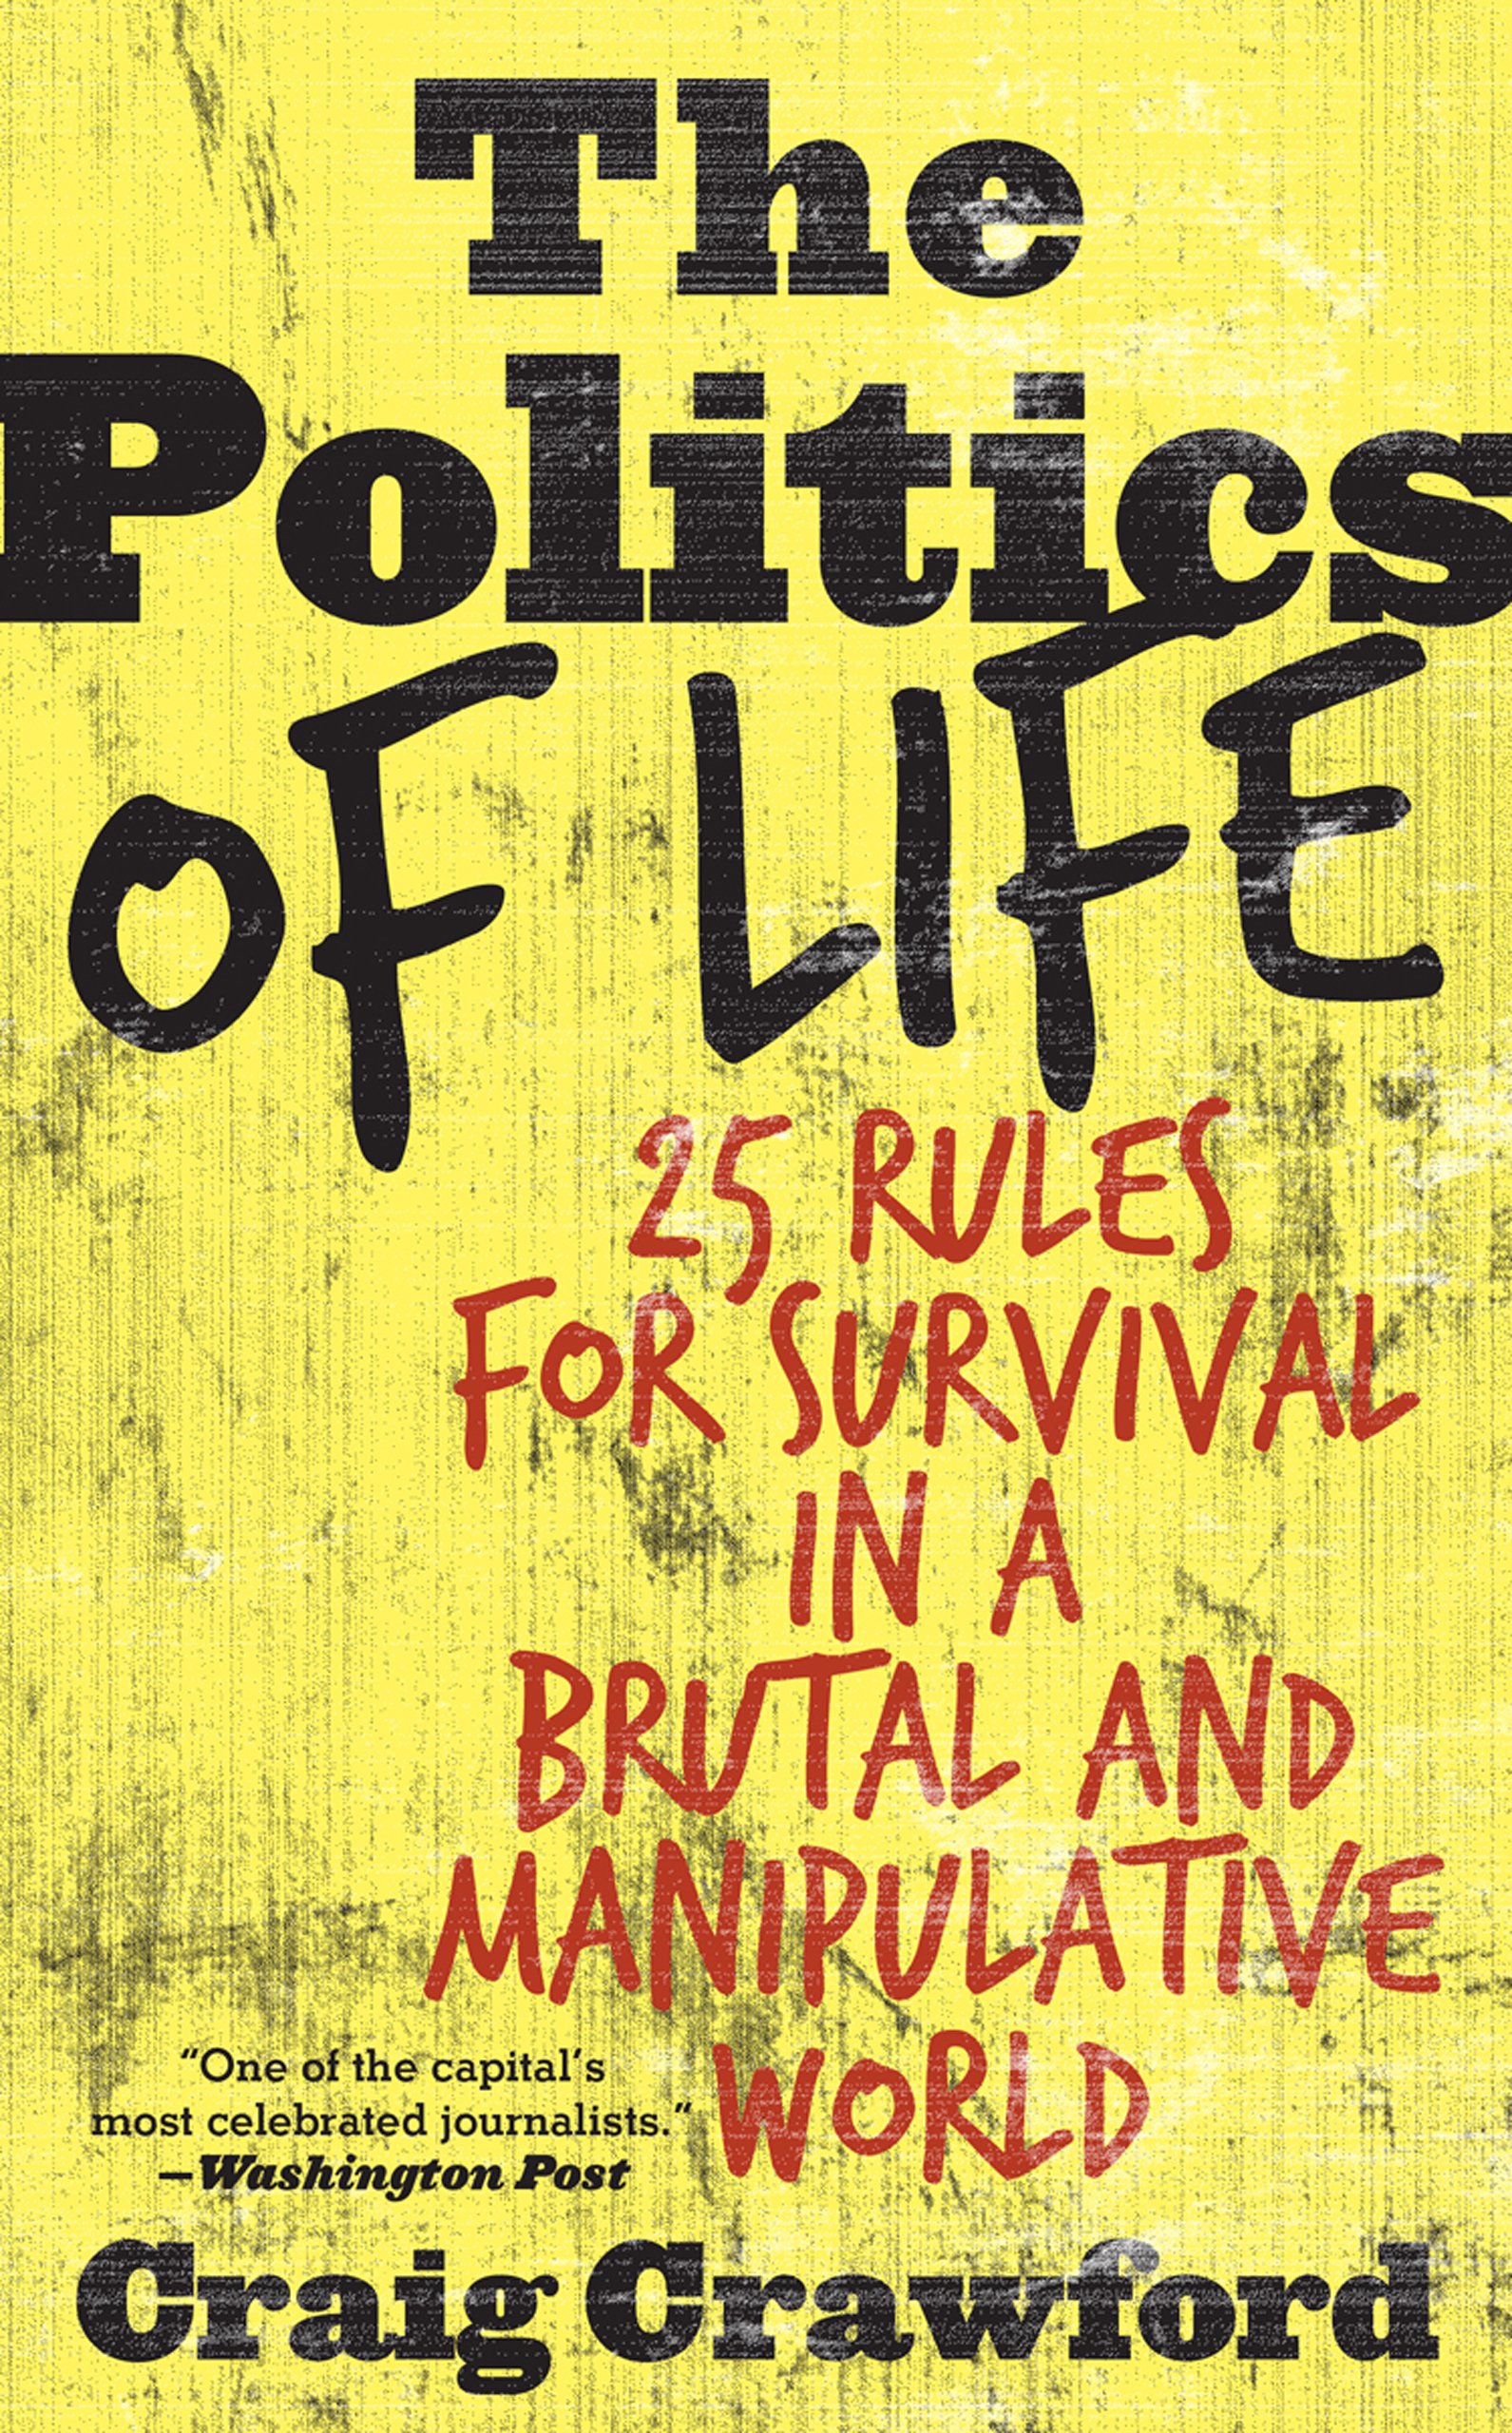 The
Politics
OF LIFE
25 RULES
FOR SURVIVAL
IN A
BRUTAL AND
MANIPULATIVE
WORLD
“One of the capital’s
most celebrated journalists.”
—Washington Post
Craig Crawford